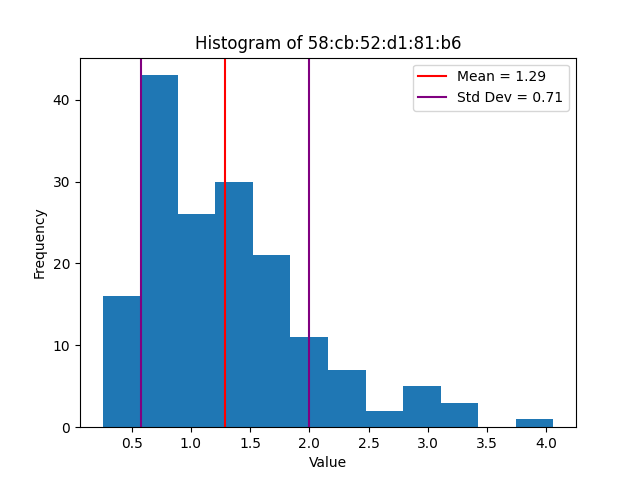 Histogram of 58:cb:52:d1:81:b6
Mean = 1.29
Std Dev = 0.71
Frequency
40
30
20
10
0
0.5 1.0 1.5 2.0 2.5 3.0 3.5 4.0
Value